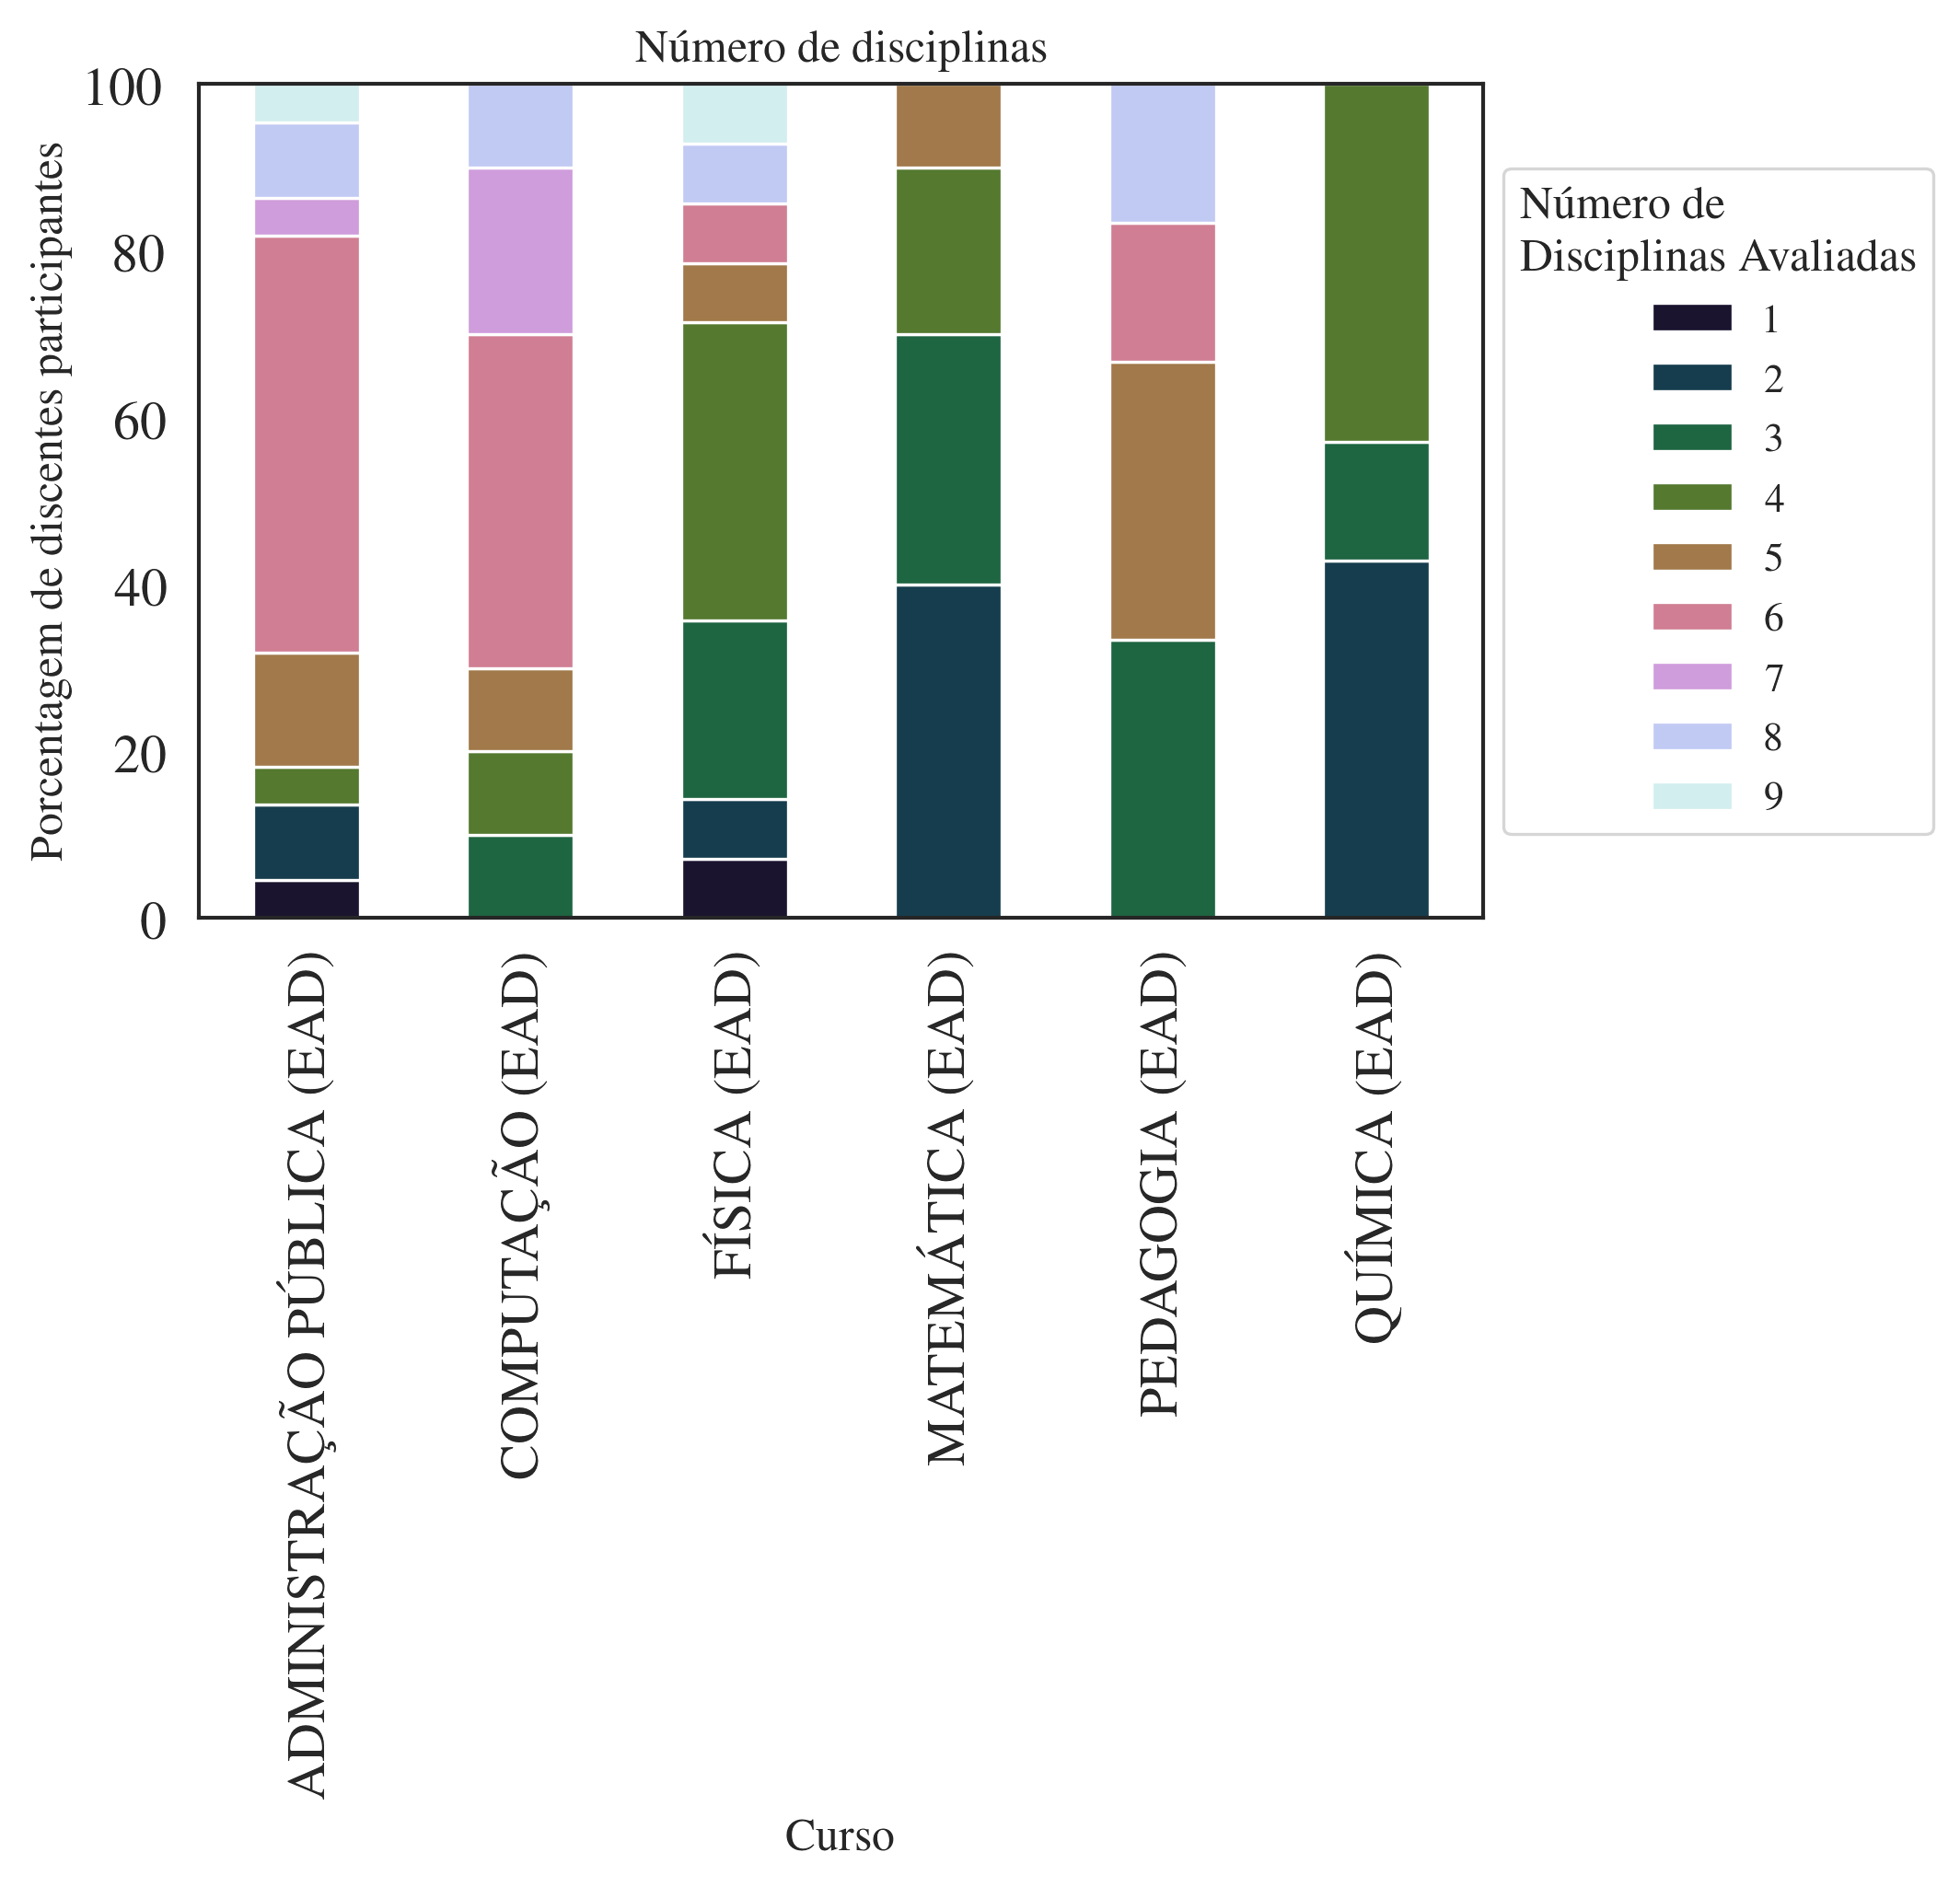 Número de disciplinas
Porcentagem de discentes participantes
100
80
60
40
20
0
Número de
Disciplinas Avaliadas
1
2
3
4
5
6
7
8
9
ADMINISTRAÇÃO PÚBLICA (EAD)
COMPUTAÇÃO (EAD)
FÍSICA (EAD)
MATEMÁTICA (EAD)
PEDAGOGIA (EAD)
QUÍMICA (EAD)
Curso